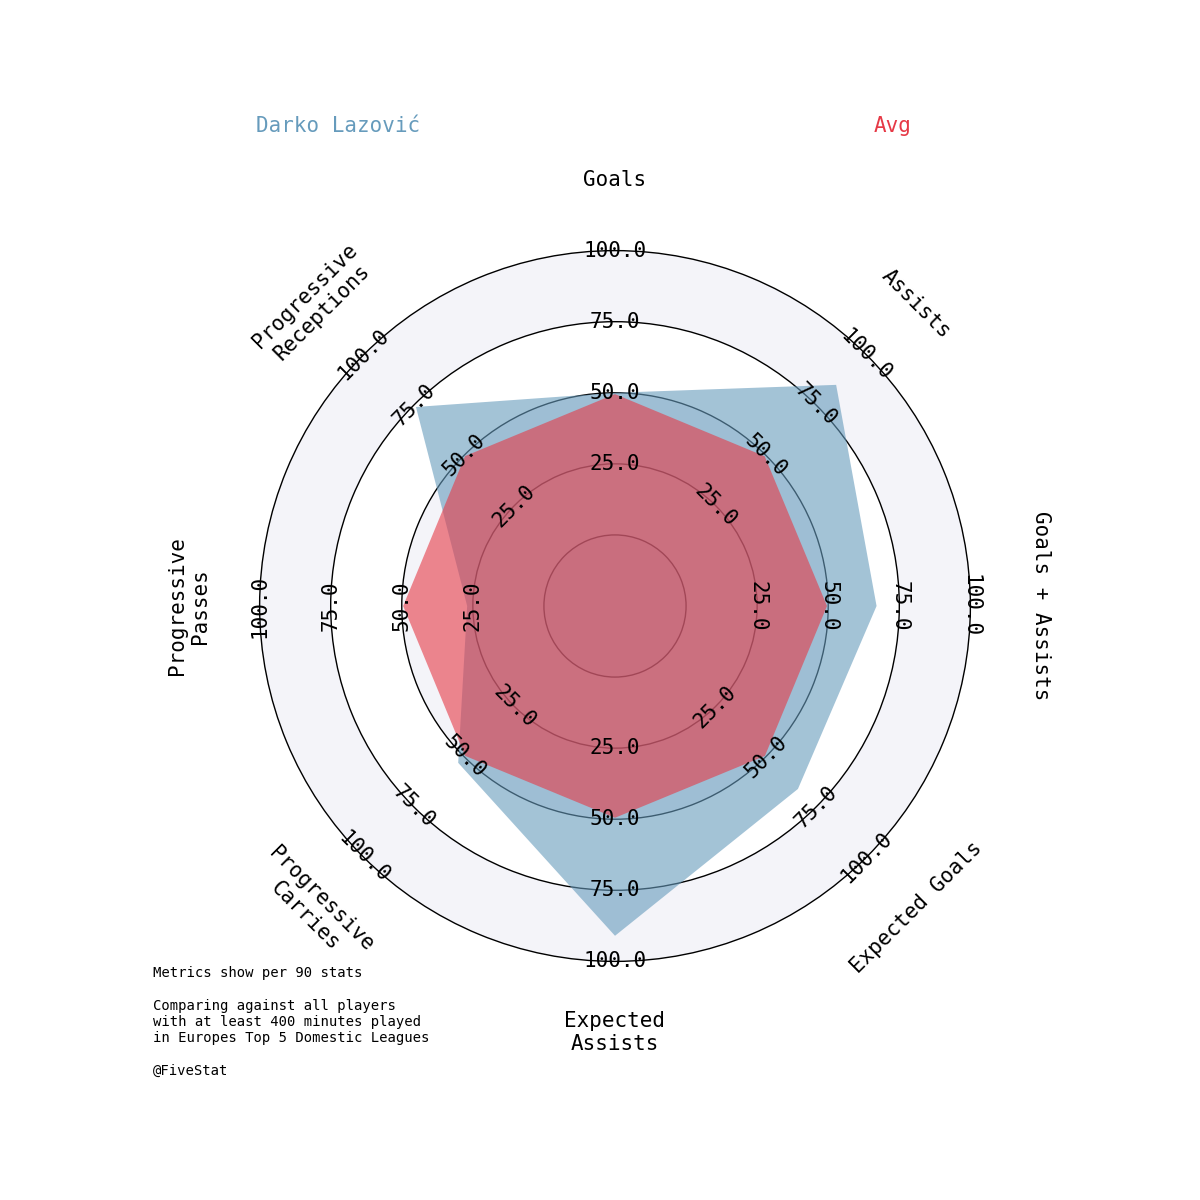 Darko Lazović
Avg
Goals
Assists
Goals + Assists
Expected Goals
Expected
Assists
Progressive
Carries
Progressive
Passes
Progressive
Receptions
25.0
50.0
75.0
100.0
25.0
50.0
75.0
100.0
25.0
50.0
75.0
100.0
25.0
50.0
75.0
100.0
25.0
50.0
75.0
100.0
25.0
50.0
75.0
100.0
25.0
50.0
75.0
100.0
25.0
50.0
75.0
100.0
Metrics show per 90 stats
Comparing against all players
with at least 400 minutes played
in Europes Top 5 Domestic Leagues
@FiveStat